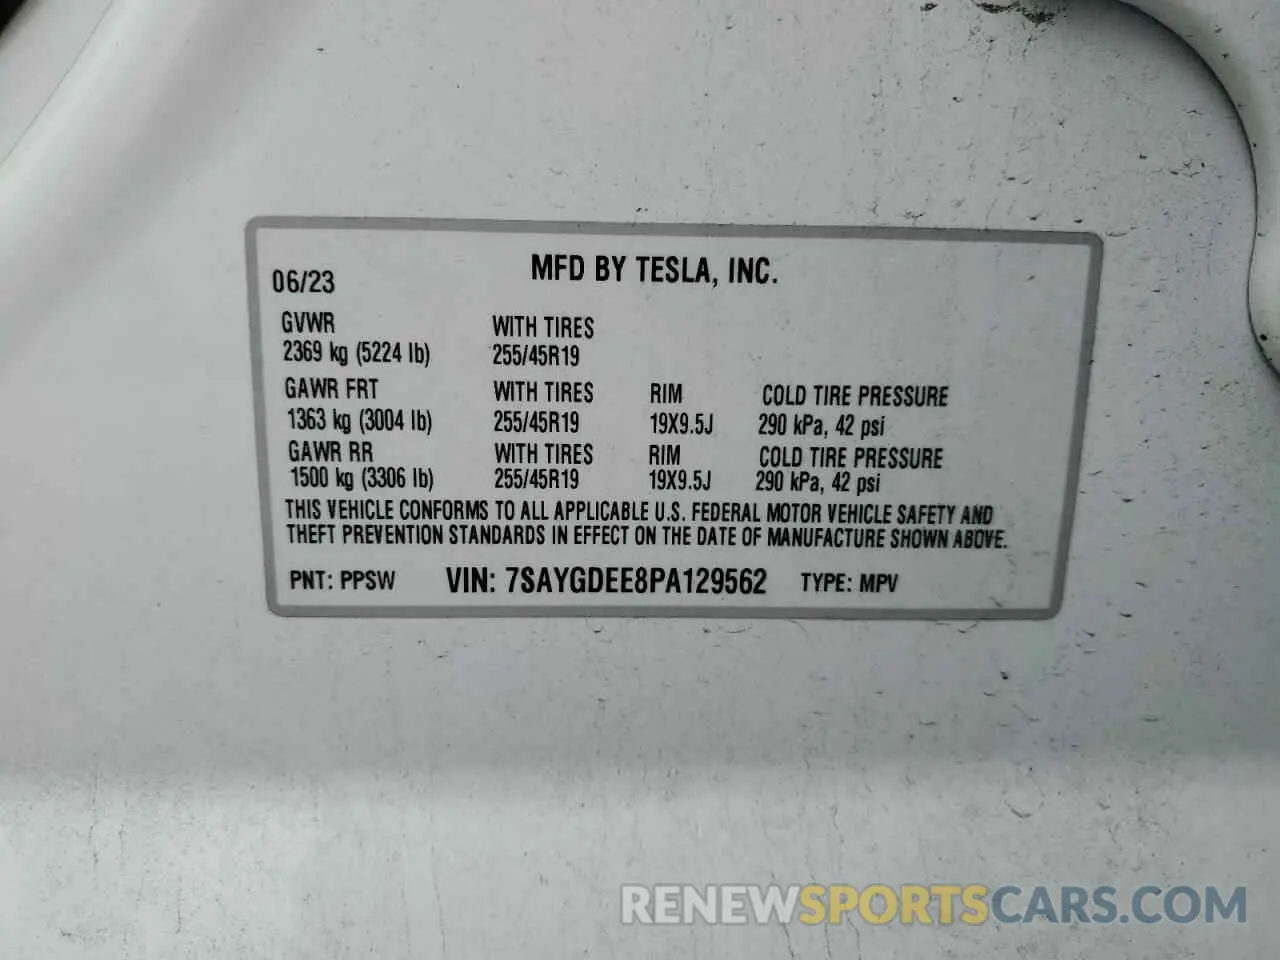 MFD BY TESLA, INC.
06/23
GVWR WITH TIRES
2369 kg (5224 lb) 255/45R19
GAWR FRT WITH TIRES RIM COLD TIRE PRESSURE
1363 kg (3004 lb) 255/45R19 19X9.5J 290 kPa, 42 psi
GAWR RR WITH TIRES RIM COLD TIRE PRESSURE
1500 kg (3306 lb) 255/45R19 19X9.5J 290 kPa, 42 psi
THIS VEHICLE CONFORMS TO ALL APPLICABLE U.S. FEDERAL MOTOR VEHICLE SAFETY AND
THEFT PREVENTION STANDARDS IN EFFECT ON THE DATE OF MANUFACTURE SHOWN ABOVE.
PNT: PPSW VIN: 7SAYGDEE8PA129562 TYPE: MPV
RENEWSPORTSCARS.COM